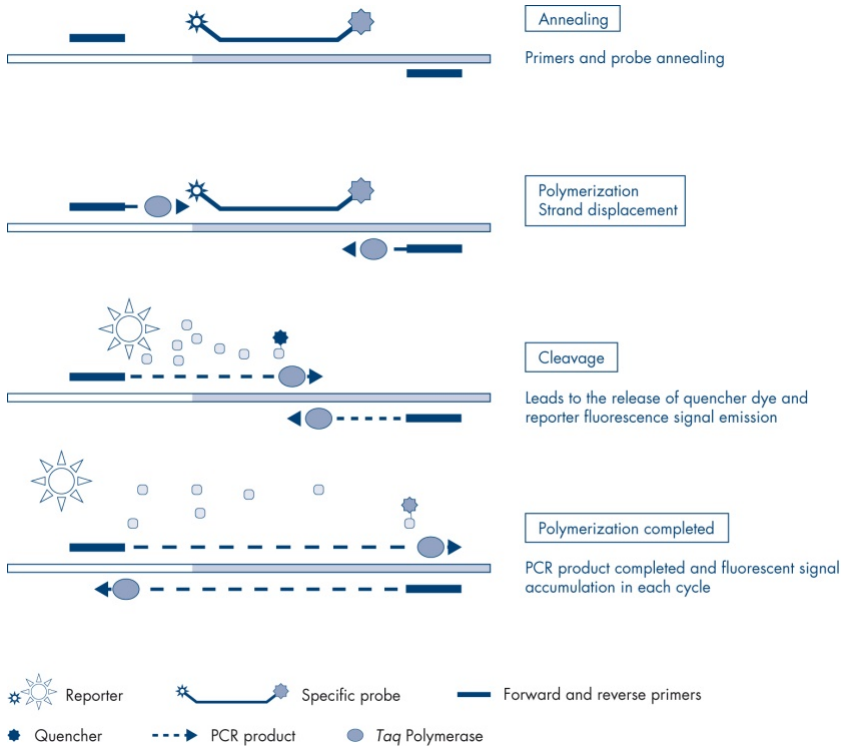 Annealing
Primers and probe annealing
Polymerization
Strand displacement
Cleavage
Leads to the release of quencher dye and
reporter fluorescence signal emission
Polymerization completed
PCR product completed and fluorescent signal
accumulation in each cycle
Reporter
Specific probe
Forward and reverse primers
Quencher
PCR product
Taq Polymerase